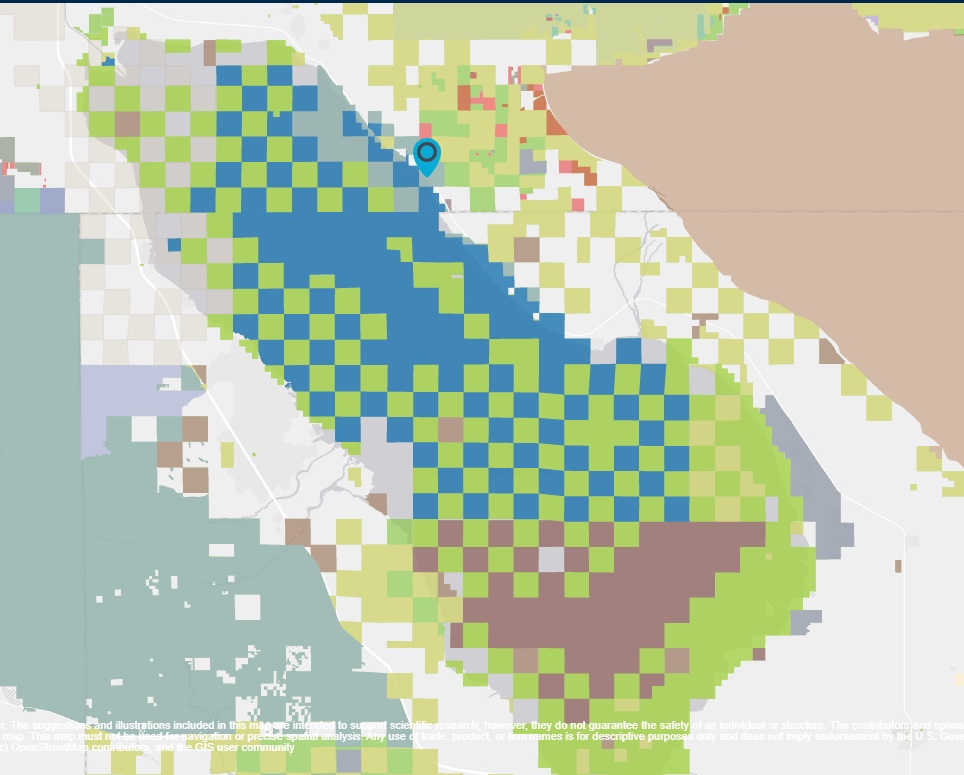 r: The suggestions and illustrations included in this map are intended to support scientific research; however, they do not guarantee the safety of an individual or structure. The contributors and spons
map. This map must not be used for navigation or precise spatial analysis. Any use of trade, product, or firm names is for descriptive purposes only and does not imply endorsement by the U.S. Gove
c) OpenStreetMap contributors, and the GIS user community